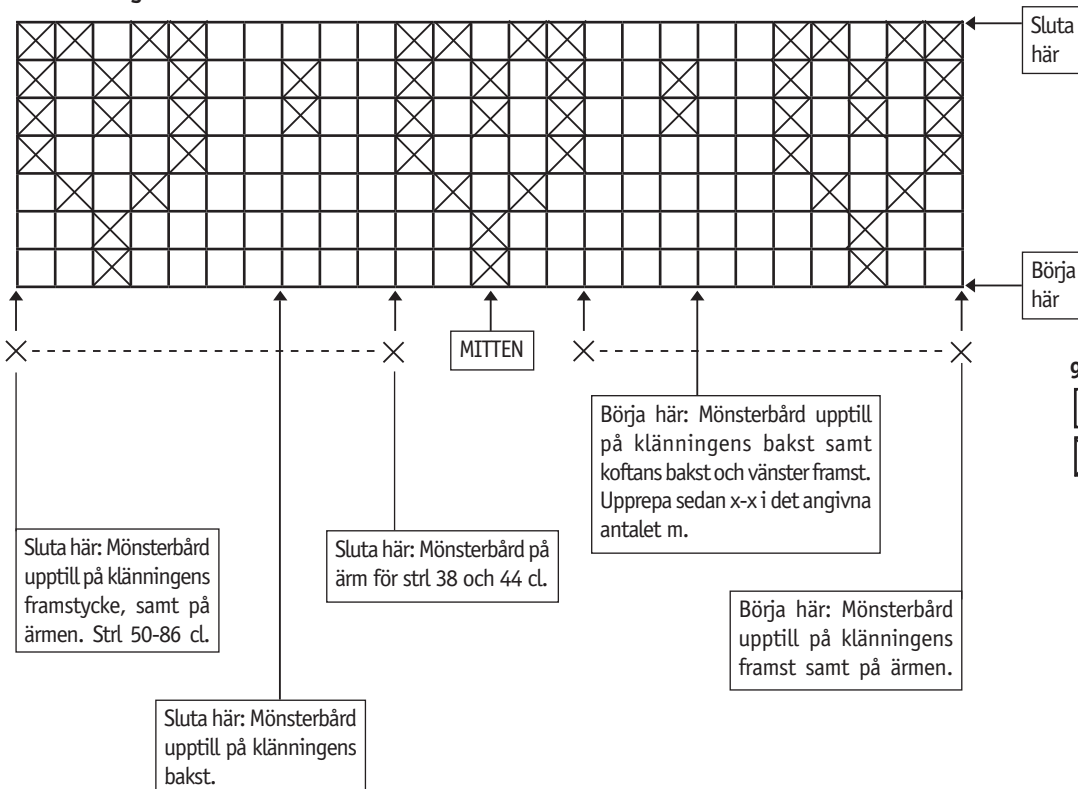 Sluta
här
Börja
här
MITTEN
Börja här: Mönsterbård upptill
på klänningens bakst samt
koftans bakst och vänster framst.
Upprepa sedan x-x i det angivna
antalet m.
Sluta här: Mönsterbård
upptill på klänningens
framstycke, samt på
ärmen. Strl 50-86 cl.
Sluta här: Mönsterbård på
ärm för strl 38 och 44 cl.
Börja här: Mönsterbård
upptill på klänningens
framst samt på ärmen.
Sluta här: Mönsterbård
upptill på klänningens
bakst.